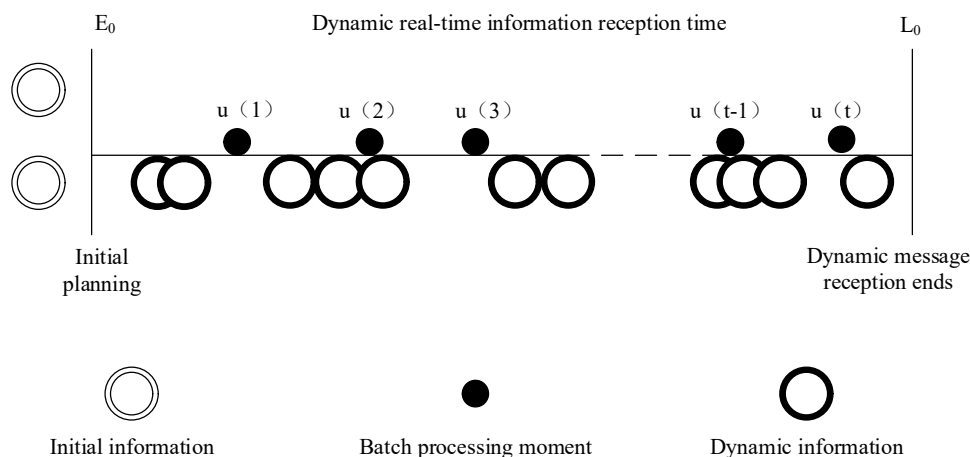 E₀
Dynamic real-time information reception time
L₀
u（1）
u（2）
u（3）
u（t-1）
u（t）
Initial
planning
Dynamic message
reception ends
Initial information
Batch processing moment
Dynamic information